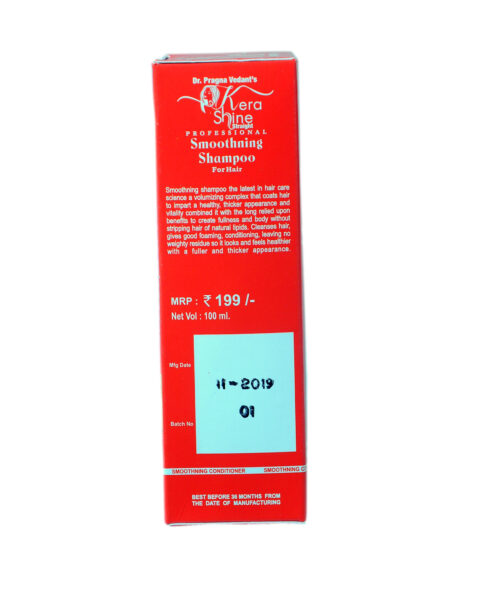 Dr. Pragna Vedant's
Kera
Shine
Straight
PROFESSIONAL
Smoothning
Shampoo
For Hair
Smoothning shampoo the latest in hair care
science a volumizing complex that coats hair
to impart a healthy, thicker appearance and
vitality combined it with the long relied upon
benefits to create fullness and body without
stripping hair of natural lipids. Cleanses hair,
gives good foaming, conditioning, leaving no
weighty residue so it looks and feels healthier
with a fuller and thicker appearance.
MRP : ₹ 199 /-
Net Vol : 100 ml.
Mfg Date
11-2019
01
Batch No
SMOOTHNING CONDITIONER SMOOTHNING
BEST BEFORE 36 MONTHS FROM
THE DATE OF MANUFACTURING